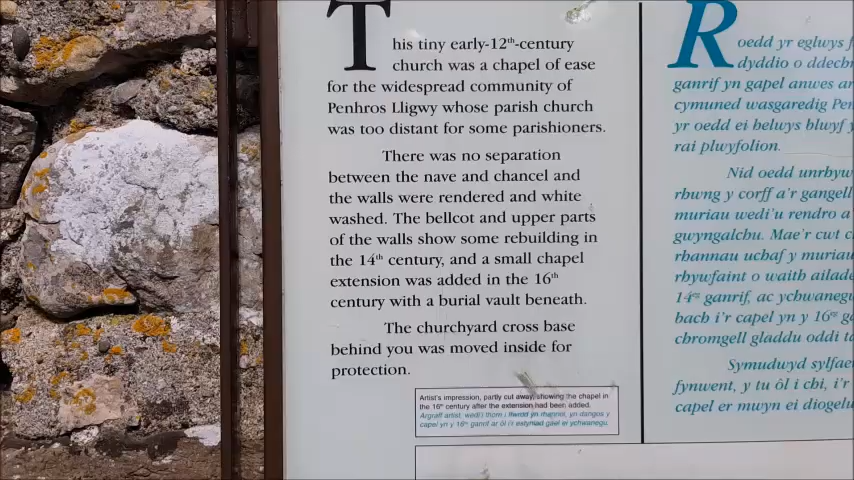 This tiny early-12th-century
church was a chapel of ease
for the widespread community of
Penhros Lligwy whose parish church
was too distant for some parishioners.
There was no separation
between the nave and chancel and
the walls were rendered and white
washed. The bellcot and upper parts
of the walls show some rebuilding in
the 14th century, and a small chapel
extension was added in the 16th
century with a burial vault beneath.
The churchyard cross base
behind you was moved inside for
protection.
Artist's impression, partly cut away, showing the chapel in
the 16th century after the extension had been added.
Argraff artist, wedi'i thorri i ffwrdd yn rhannol, yn dangos y
capel yn y 16eg ganrif ar ôl i'r estyniad gael ei ychwanegu.
Roedd yr eglwys f
dyddio o ddech
ganrif yn gapel anwes ar
cymuned wasgaredig Pen
yr oedd ei heglwys blwyf y
rai plwyfolion.
Nid oedd unrhyw
rhwng y corff a'r gangell
muriau wedi'u rendro a
gwyngalchu. Mae'r cwt c
rhannau uchaf y muriau
rhywfaint o waith ailade
14eg ganrif, ac ychwanegu
bach i'r capel yn y 16eg ga
chromgell gladdu oddi ta
Symudwyd sylfae
fynwent, y tu ôl i chi, i'r
capel er mwyn ei diogelu